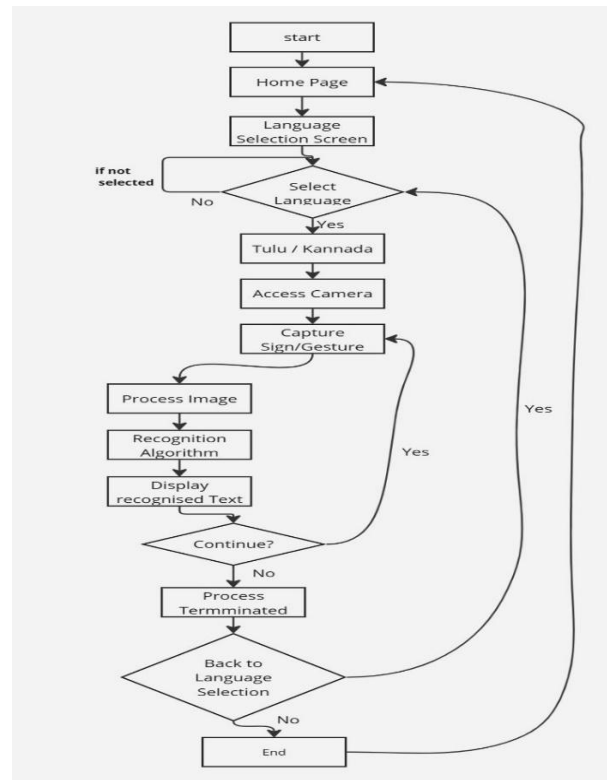 start
Home Page
Language
Selection Screen
if not
selected
No
Select
Language
Yes
Tulu / Kannada
Access Camera
Capture
Sign/Gesture
Process Image
Yes
Recognition
Algorithm
Yes
Display
recognised Text
Continue?
No
Process
Termminated
Back to
Language
Selection
No
End